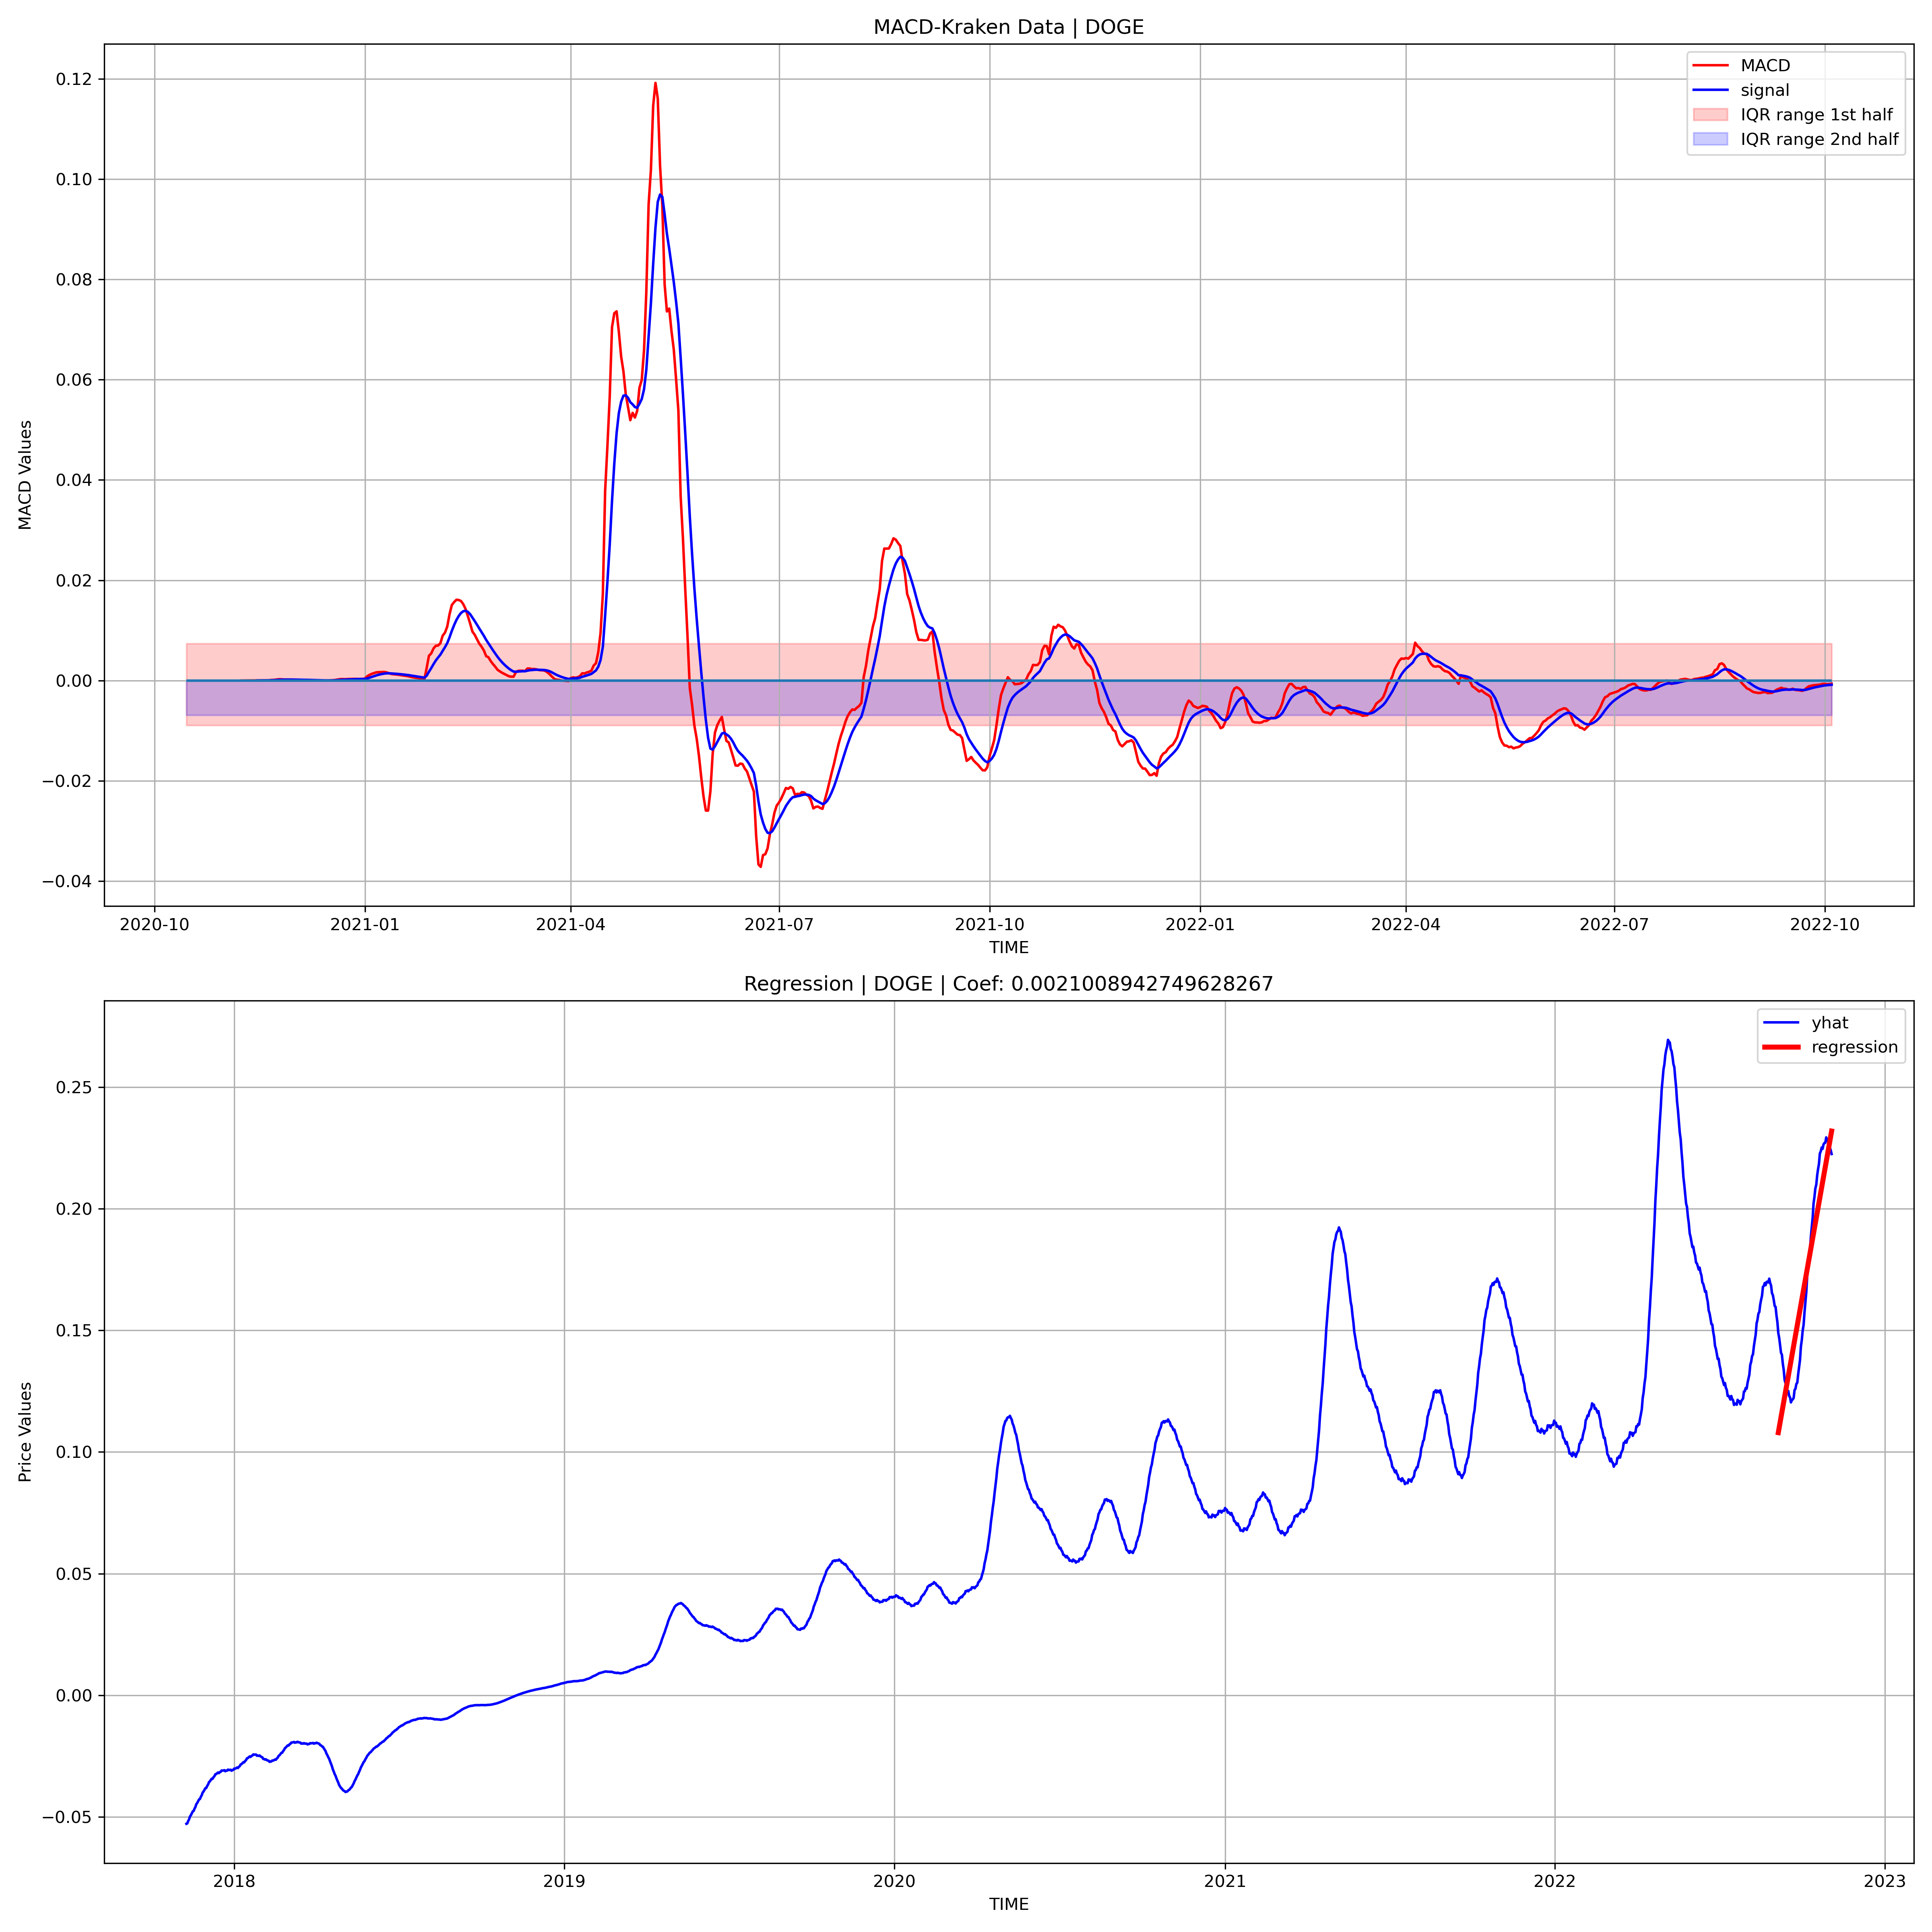 MACD-Kraken Data | DOGE
MACD
signal
IQR range 1st half
IQR range 2nd half
MACD Values
0.12
0.10
0.08
0.06
0.04
0.02
0.00
−0.02
−0.04
2020-10 2021-01 2021-04 2021-07 2021-10 2022-01 2022-04 2022-07 2022-10
TIME
Regression | DOGE | Coef: 0.0021008942749628267
yhat
regression
Price Values
0.25
0.20
0.15
0.10
0.05
0.00
−0.05
2018 2019 2020 2021 2022 2023
TIME